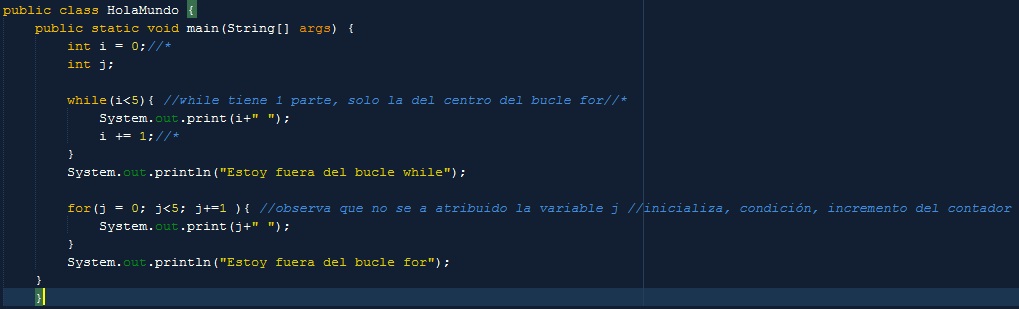 public class HolaMundo {
public static void main(String[] args) {
int i = 0;//*
int j;
while(i<5){ //while tiene 1 parte, solo la del centro del bucle for//*
System.out.print(i+" ");
i += 1;//*
}
System.out.println("Estoy fuera del bucle while");
for(j = 0; j<5; j+=1 ){ //observa que no se a atribuido la variable j //inicializa, condición, incremento del contador
System.out.print(j+" ");
}
System.out.println("Estoy fuera del bucle for");
}
}